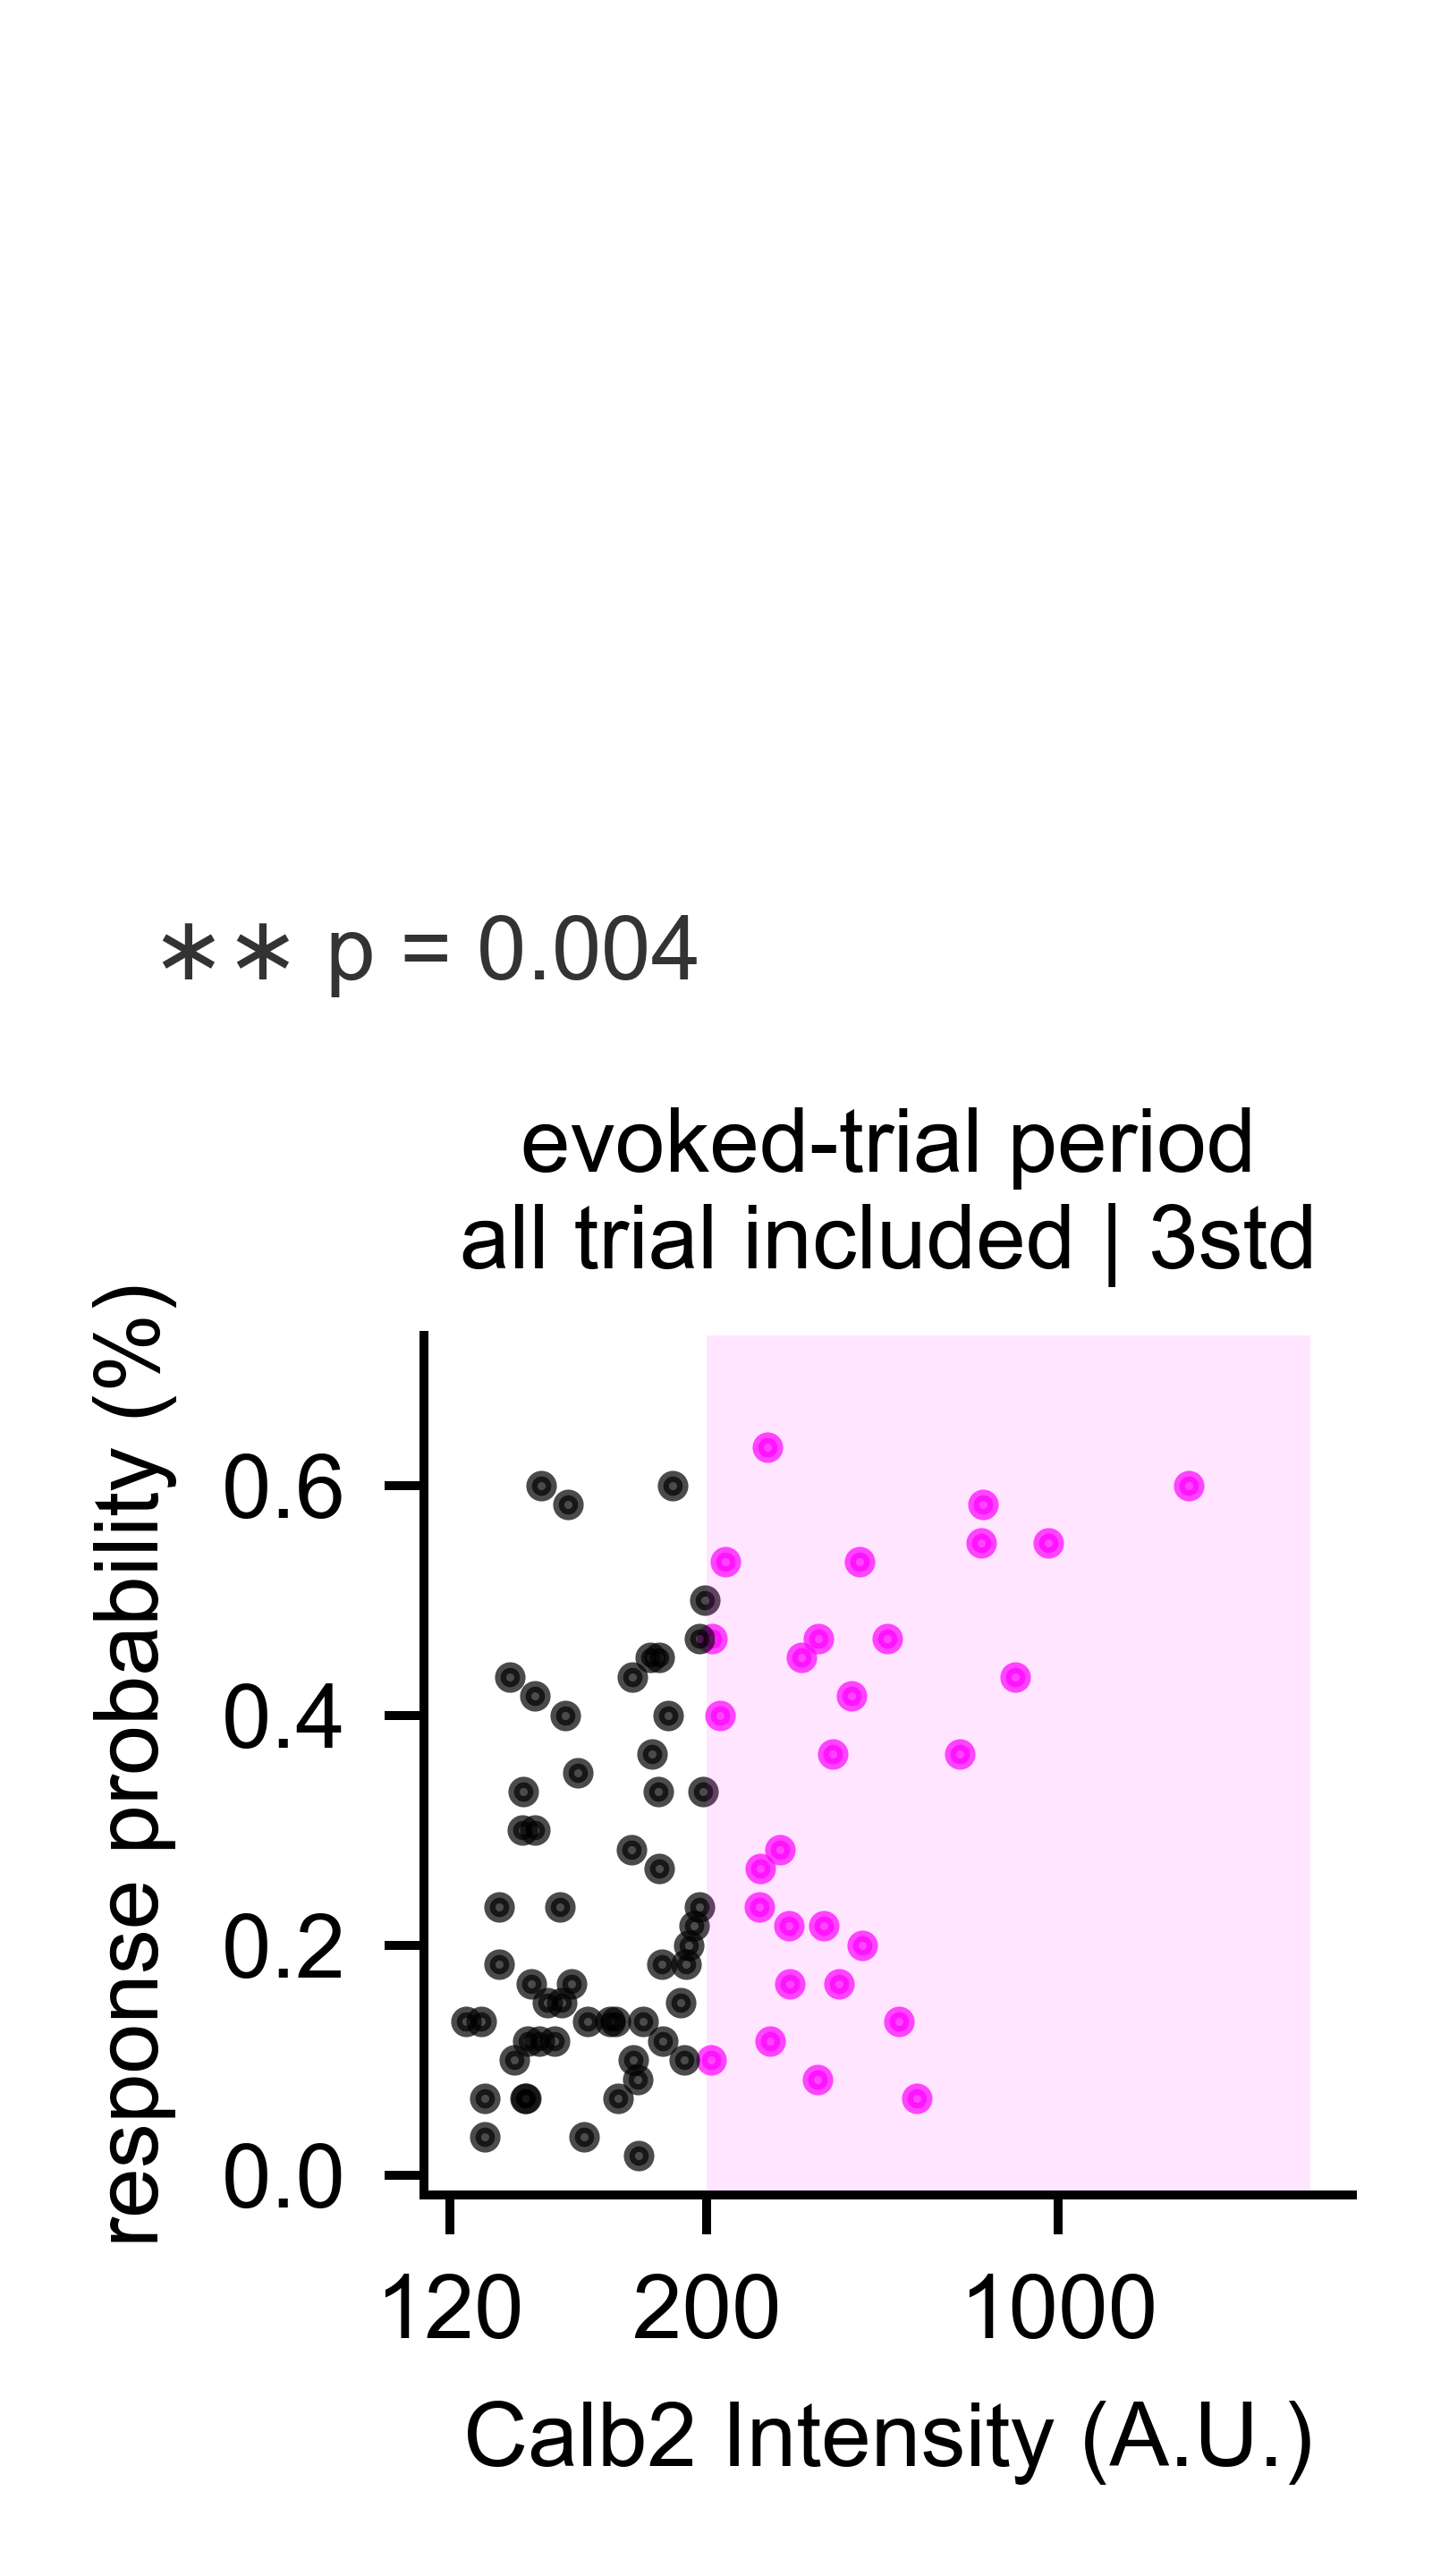 ∗∗ p = 0.004
evoked-trial period
all trial included | 3std
response probability (%)
0.6
0.4
0.2
0.0
120 200 1000
Calb2 Intensity (A.U.)